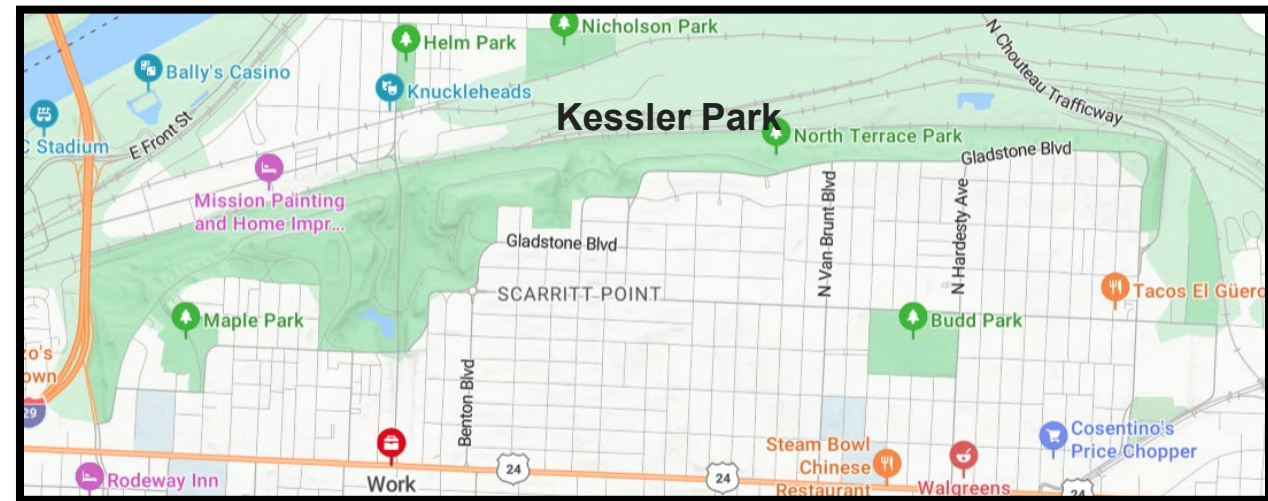 Nicholson Park
Helm Park
N Chouteau Trafficway
Bally's Casino
Knuckleheads
Kessler Park
E Front St
C Stadium
North Terrace Park
Gladstone Blvd
Mission Painting
and Home Impr...
N Van Brunt Blvd
N Hardesty Ave
Gladstone Blvd
SCARRITT POINT
Tacos El Güero
Maple Park
Budd Park
zo's
own
29
Benton Blvd
Cosentino's
Price Chopper
Steam Bowl
Chinese
Restaurant
24
24
24
Rodeway Inn
Work
Walgreens